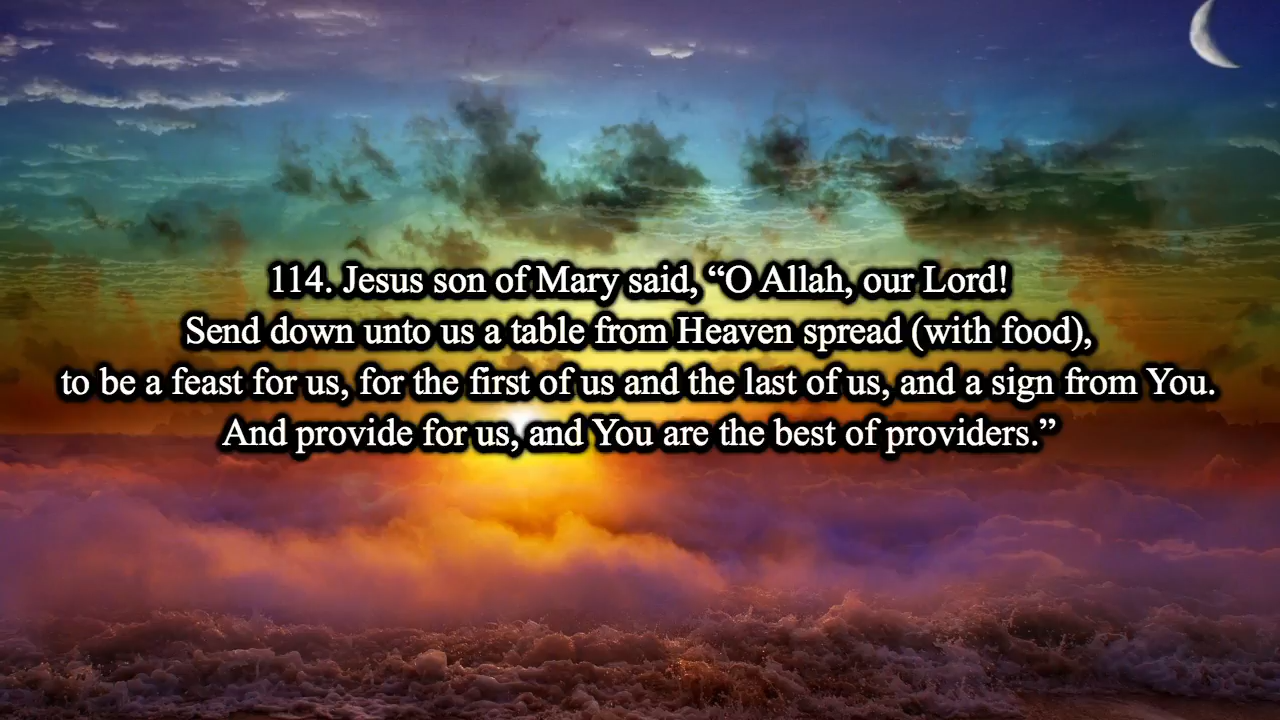 114. Jesus son of Mary said, “O Allah, our Lord!
Send down unto us a table from Heaven spread (with food),
to be a feast for us, for the first of us and the last of us, and a sign from You.
And provide for us, and You are the best of providers.”